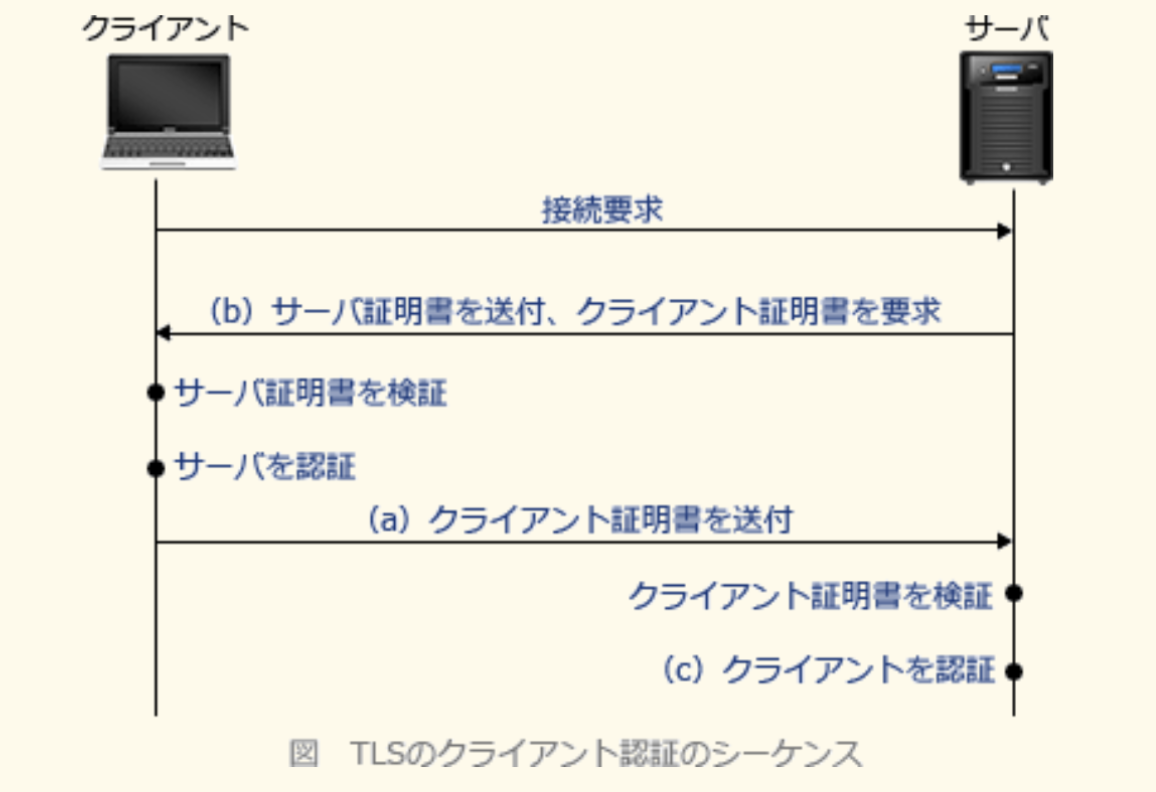 クライアント
サーバ
接続要求
（b）サーバ証明書を送付、クライアント証明書を要求
サーバ証明書を検証
サーバを認証
（a）クライアント証明書を送付
クライアント証明書を検証
（c）クライアントを認証
図　TLSのクライアント認証のシーケンス